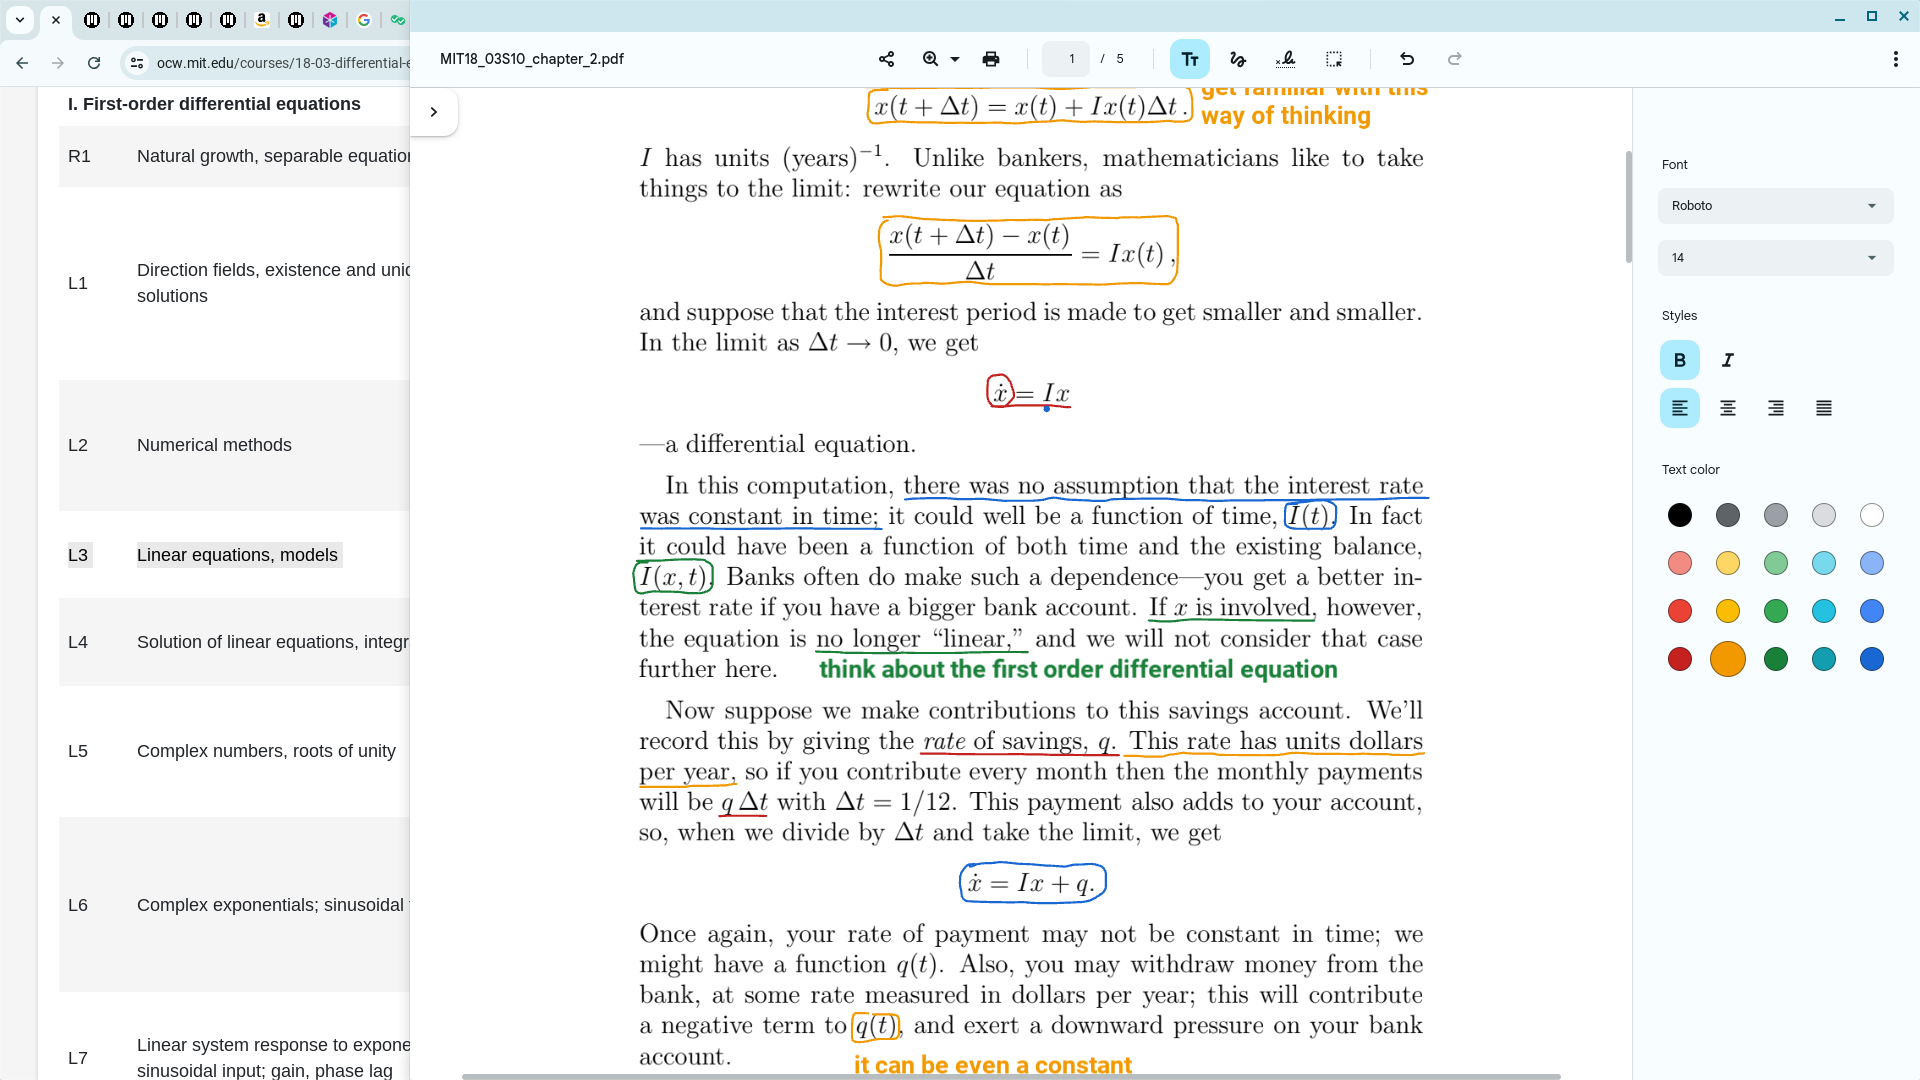 MIT18_03S10_chapter_2.pdf
1 / 5
ocw.mit.edu/courses/18-03-differential-e
I. First-order differential equations
R1 Natural growth, separable equation
L1 Direction fields, existence and uniq
solutions
L2 Numerical methods
L3 Linear equations, models
L4 Solution of linear equations, integr
L5 Complex numbers, roots of unity
L6 Complex exponentials; sinusoidal
L7 Linear system response to expone
sinusoidal input; gain, phase lag
get familiar with this
x(t + Δt) = x(t) + Ix(t)Δt.
way of thinking
I has units (years)⁻¹. Unlike bankers, mathematicians like to take
things to the limit: rewrite our equation as
x(t + Δt) − x(t)
Δt
= Ix(t),
and suppose that the interest period is made to get smaller and smaller.
In the limit as Δt → 0, we get
ẋ = Ix
—a differential equation.
In this computation, there was no assumption that the interest rate
was constant in time; it could well be a function of time, I(t). In fact
it could have been a function of both time and the existing balance,
I(x, t). Banks often do make such a dependence—you get a better in-
terest rate if you have a bigger bank account. If x is involved, however,
the equation is no longer “linear,” and we will not consider that case
further here. think about the first order differential equation
Now suppose we make contributions to this savings account. We’ll
record this by giving the rate of savings, q. This rate has units dollars
per year, so if you contribute every month then the monthly payments
will be q Δt with Δt = 1/12. This payment also adds to your account,
so, when we divide by Δt and take the limit, we get
ẋ = Ix + q.
Once again, your rate of payment may not be constant in time; we
might have a function q(t). Also, you may withdraw money from the
bank, at some rate measured in dollars per year; this will contribute
a negative term to q(t), and exert a downward pressure on your bank
account.
it can be even a constant
Font
Roboto
14
Styles
B I
Text color